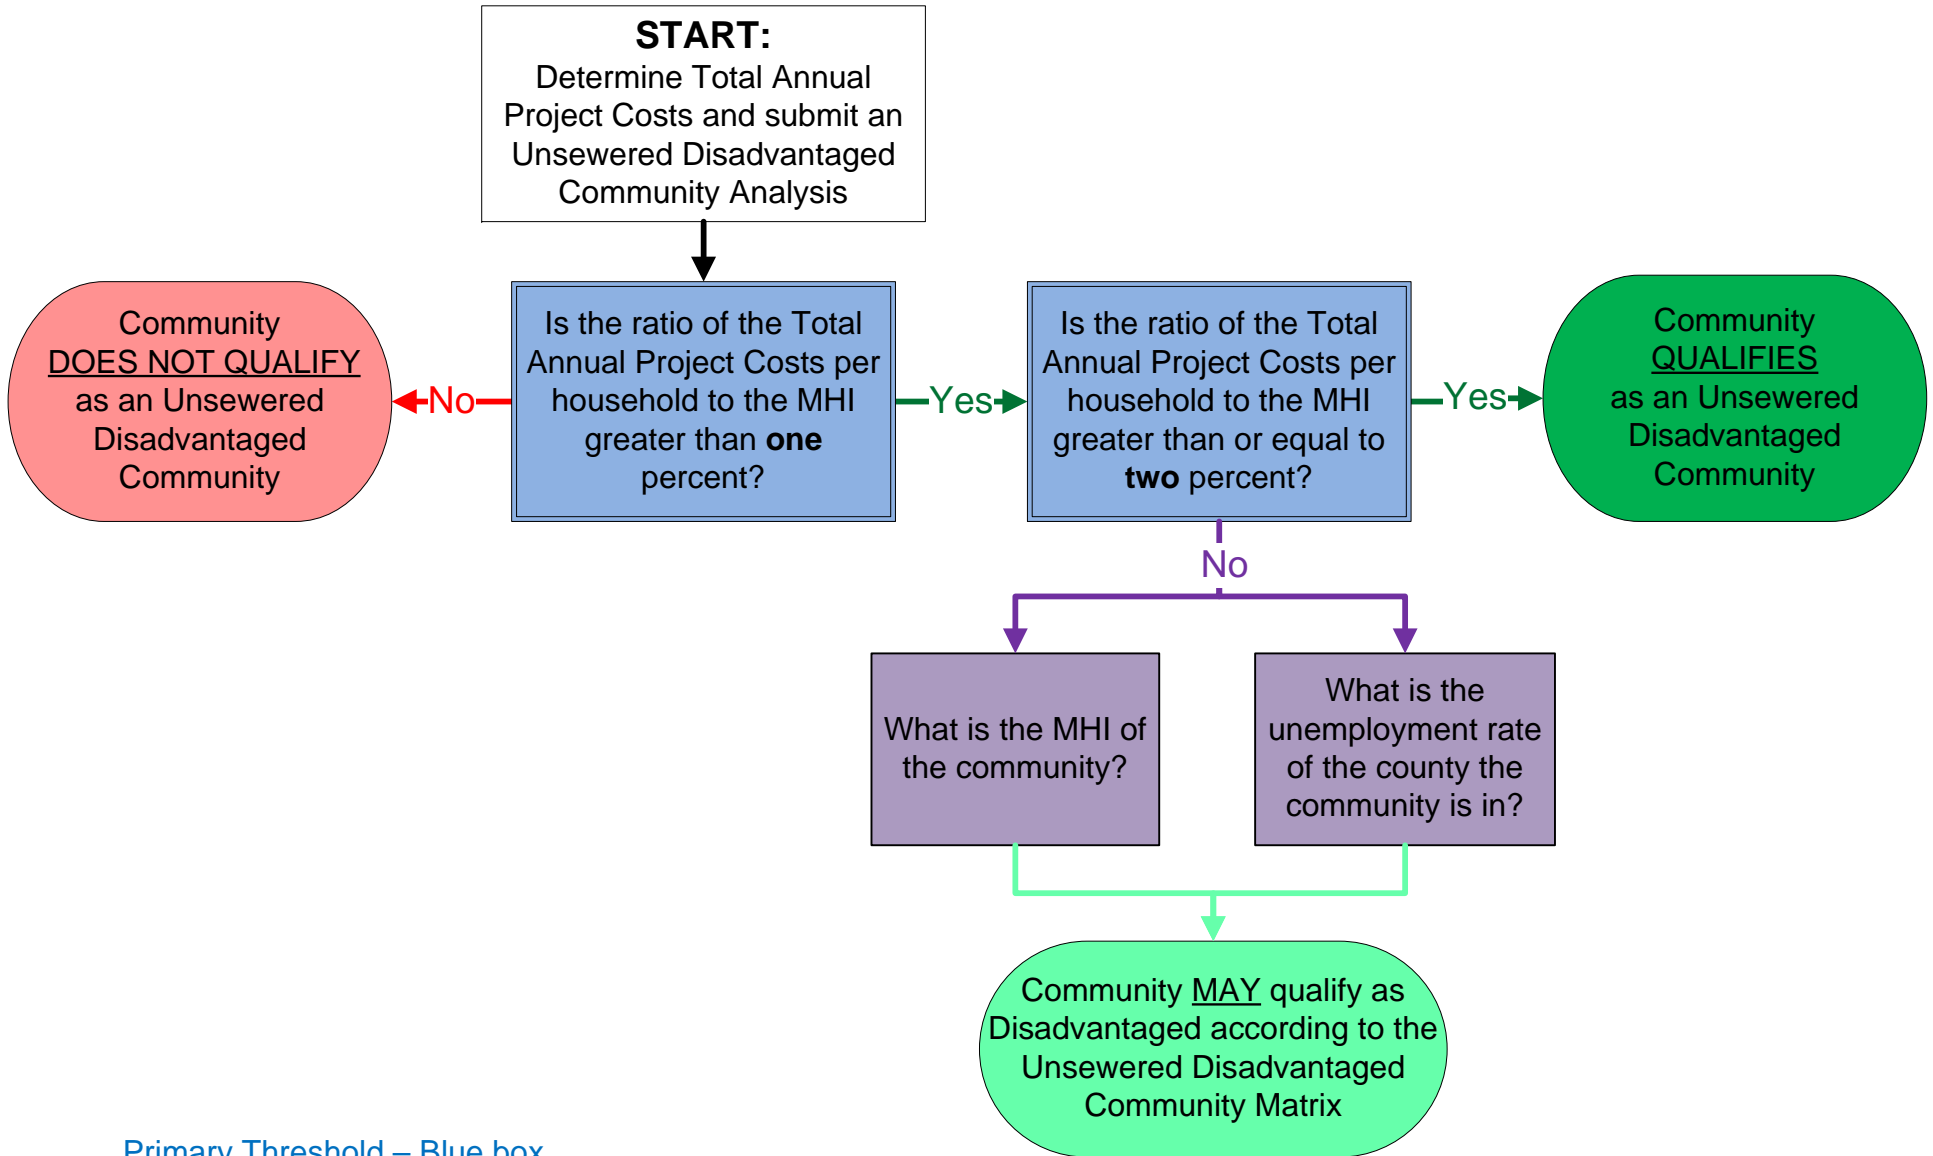 START:
Determine Total Annual
Project Costs and submit an
Unsewered Disadvantaged
Community Analysis
Community
DOES NOT QUALIFY
as an Unsewered
Disadvantaged
Community
No
Is the ratio of the Total
Annual Project Costs per
household to the MHI
greater than one
percent?
Yes
Is the ratio of the Total
Annual Project Costs per
household to the MHI
greater than or equal to
two percent?
Yes
Community
QUALIFIES
as an Unsewered
Disadvantaged
Community
No
What is the MHI of
the community?
What is the
unemployment rate
of the county the
community is in?
Community MAY qualify as
Disadvantaged according to the
Unsewered Disadvantaged
Community Matrix
Primary Threshold – Blue box